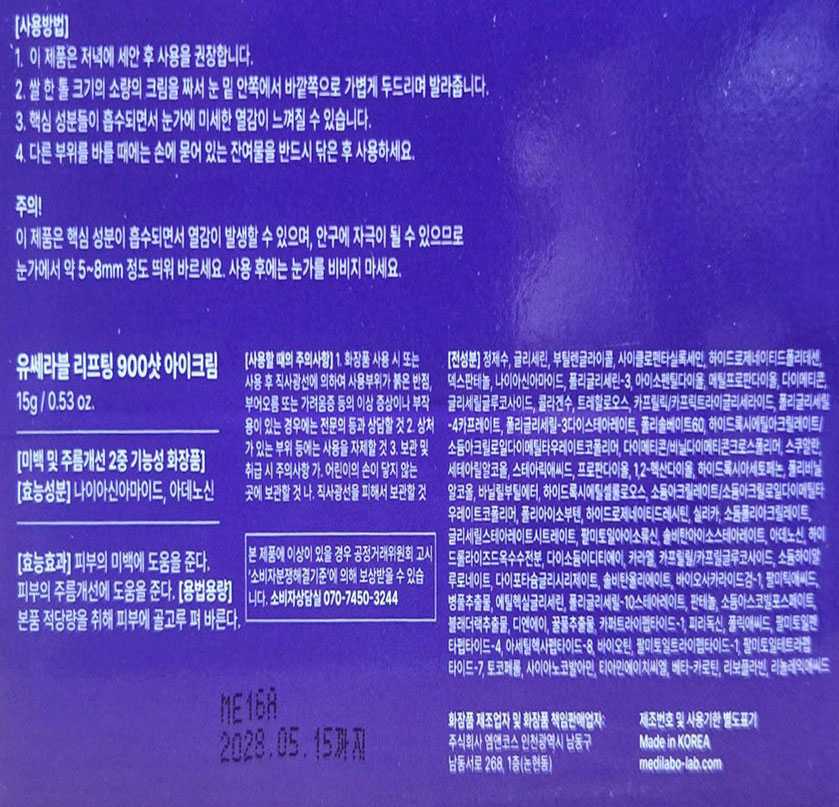 [사용방법]
1. 이 제품은 저녁에 세안 후 사용을 권장합니다.
2. 쌀 한 톨 크기의 소량의 크림을 짜서 눈 밑 안쪽에서 바깥쪽으로 가볍게 두드리며 발라줍니다.
3. 핵심 성분들이 흡수되면서 눈가에 미세한 열감이 느껴질 수 있습니다.
4. 다른 부위를 바를 때에는 손에 묻어 있는 잔여물을 반드시 닦은 후 사용하세요.
주의!
이 제품은 핵심 성분이 흡수되면서 열감이 발생할 수 있으며, 안구에 자극이 될 수 있으므로
눈가에서 약 5~8mm 정도 띄워 바르세요. 사용 후에는 눈가를 비비지 마세요.
유쎄라블 리프팅 900샷 아이크림
15g / 0.53 oz.
[미백 및 주름개선 2중 기능성 화장품]
[효능성분] 나이아신아마이드, 아데노신
[효능효과] 피부의 미백에 도움을 준다.
피부의 주름개선에 도움을 준다. [용법용량]
본품 적당량을 취해 피부에 골고루 펴 바른다.
[사용할 때의 주의사항] 1. 화장품 사용 시 또는
사용 후 직사광선에 의하여 사용부위가 붉은 반점,
부어오름 또는 가려움증 등의 이상 증상이나 부작
용이 있는 경우에는 전문의 등과 상담할 것 2. 상처
가 있는 부위 등에는 사용을 자제할 것 3. 보관 및
취급 시 주의사항 가. 어린이의 손이 닿지 않는
곳에 보관할 것 나. 직사광선을 피해서 보관할 것
본 제품에 이상이 있을 경우 공정거래위원회 고시
'소비자분쟁해결기준'에 의해 보상받을 수 있습
니다. 소비자상담실 070-7450-3244
[전성분] 정제수, 글리세린, 부틸렌글라이콜, 사이클로펜타실록세인, 하이드로제네이티드폴리데센,
덱스판테놀, 나이아신아마이드, 폴리글리세린-3, 아이소펜틸다이올, 메틸프로판다이올, 다이메티콘,
글리세릴글루코사이드, 콜라겐수, 트레할로오스, 카프릴릭/카프릭트라이글리세라이드, 폴리글리세릴
-4카프레이트, 폴리글리세릴-3다이스테아레이트, 폴리솔베이트60, 하이드록시에틸아크릴레이트/
소듐아크릴로일다이메틸타우레이트코폴리머, 다이메티콘/비닐다이메티콘크로스폴리머, 스쿠알란,
세테아릴알코올, 스테아릭애씨드, 프로판다이올, 1,2-헥산다이올, 하이드록시아세토페논, 폴리비닐
알코올, 바닐릴부틸에터, 하이드록시에틸셀룰로오스, 소듐아크릴레이트/소듐아크릴로일다이메틸타
우레이트코폴리머, 폴리아이소부텐, 하이드로제네이티드레시틴, 실리카, 소듐폴리아크릴레이트,
글리세릴스테아레이트시트레이트, 팔미토일아이소류신, 솔비탄아이소스테아레이트, 아데노신, 하이
드롤라이즈드옥수수전분, 다이소듐이디티에이, 카라멜, 카프릴릴/카프릴글루코사이드, 소듐하이알
루로네이트, 다이포타슘글리시리제이트, 솔비탄올리에이트, 바이오사카라이드검-1, 팔미틱애씨드,
병풀추출물, 에틸헥실글리세린, 폴리글리세릴-10스테아레이트, 판테놀, 소듐아스코빌포스페이트,
블래더랙추출물, 디엔에이, 꿀풀추출물, 카퍼트라이펩타이드-1, 피리독신, 폴릭애씨드, 팔미토일펜
타펩타이드-4, 아세틸헥사펩타이드-8, 바이오틴, 팔미토일트라이펩타이드-1, 팔미토일테트라펩
타이드-7, 토코페롤, 사이아노코발아민, 티아민에이치씨엘, 베타-카로틴, 리보플라빈, 리놀레익애씨드
ME16A
2028.05.15까지
화장품 제조업자 및 화장품 책임판매업자:
주식회사 엠앤코스 인천광역시 남동구
남동서로 268, 1층(논현동)
제조번호 및 사용기한 별도표기
Made in KOREA
medilabo-lab.com